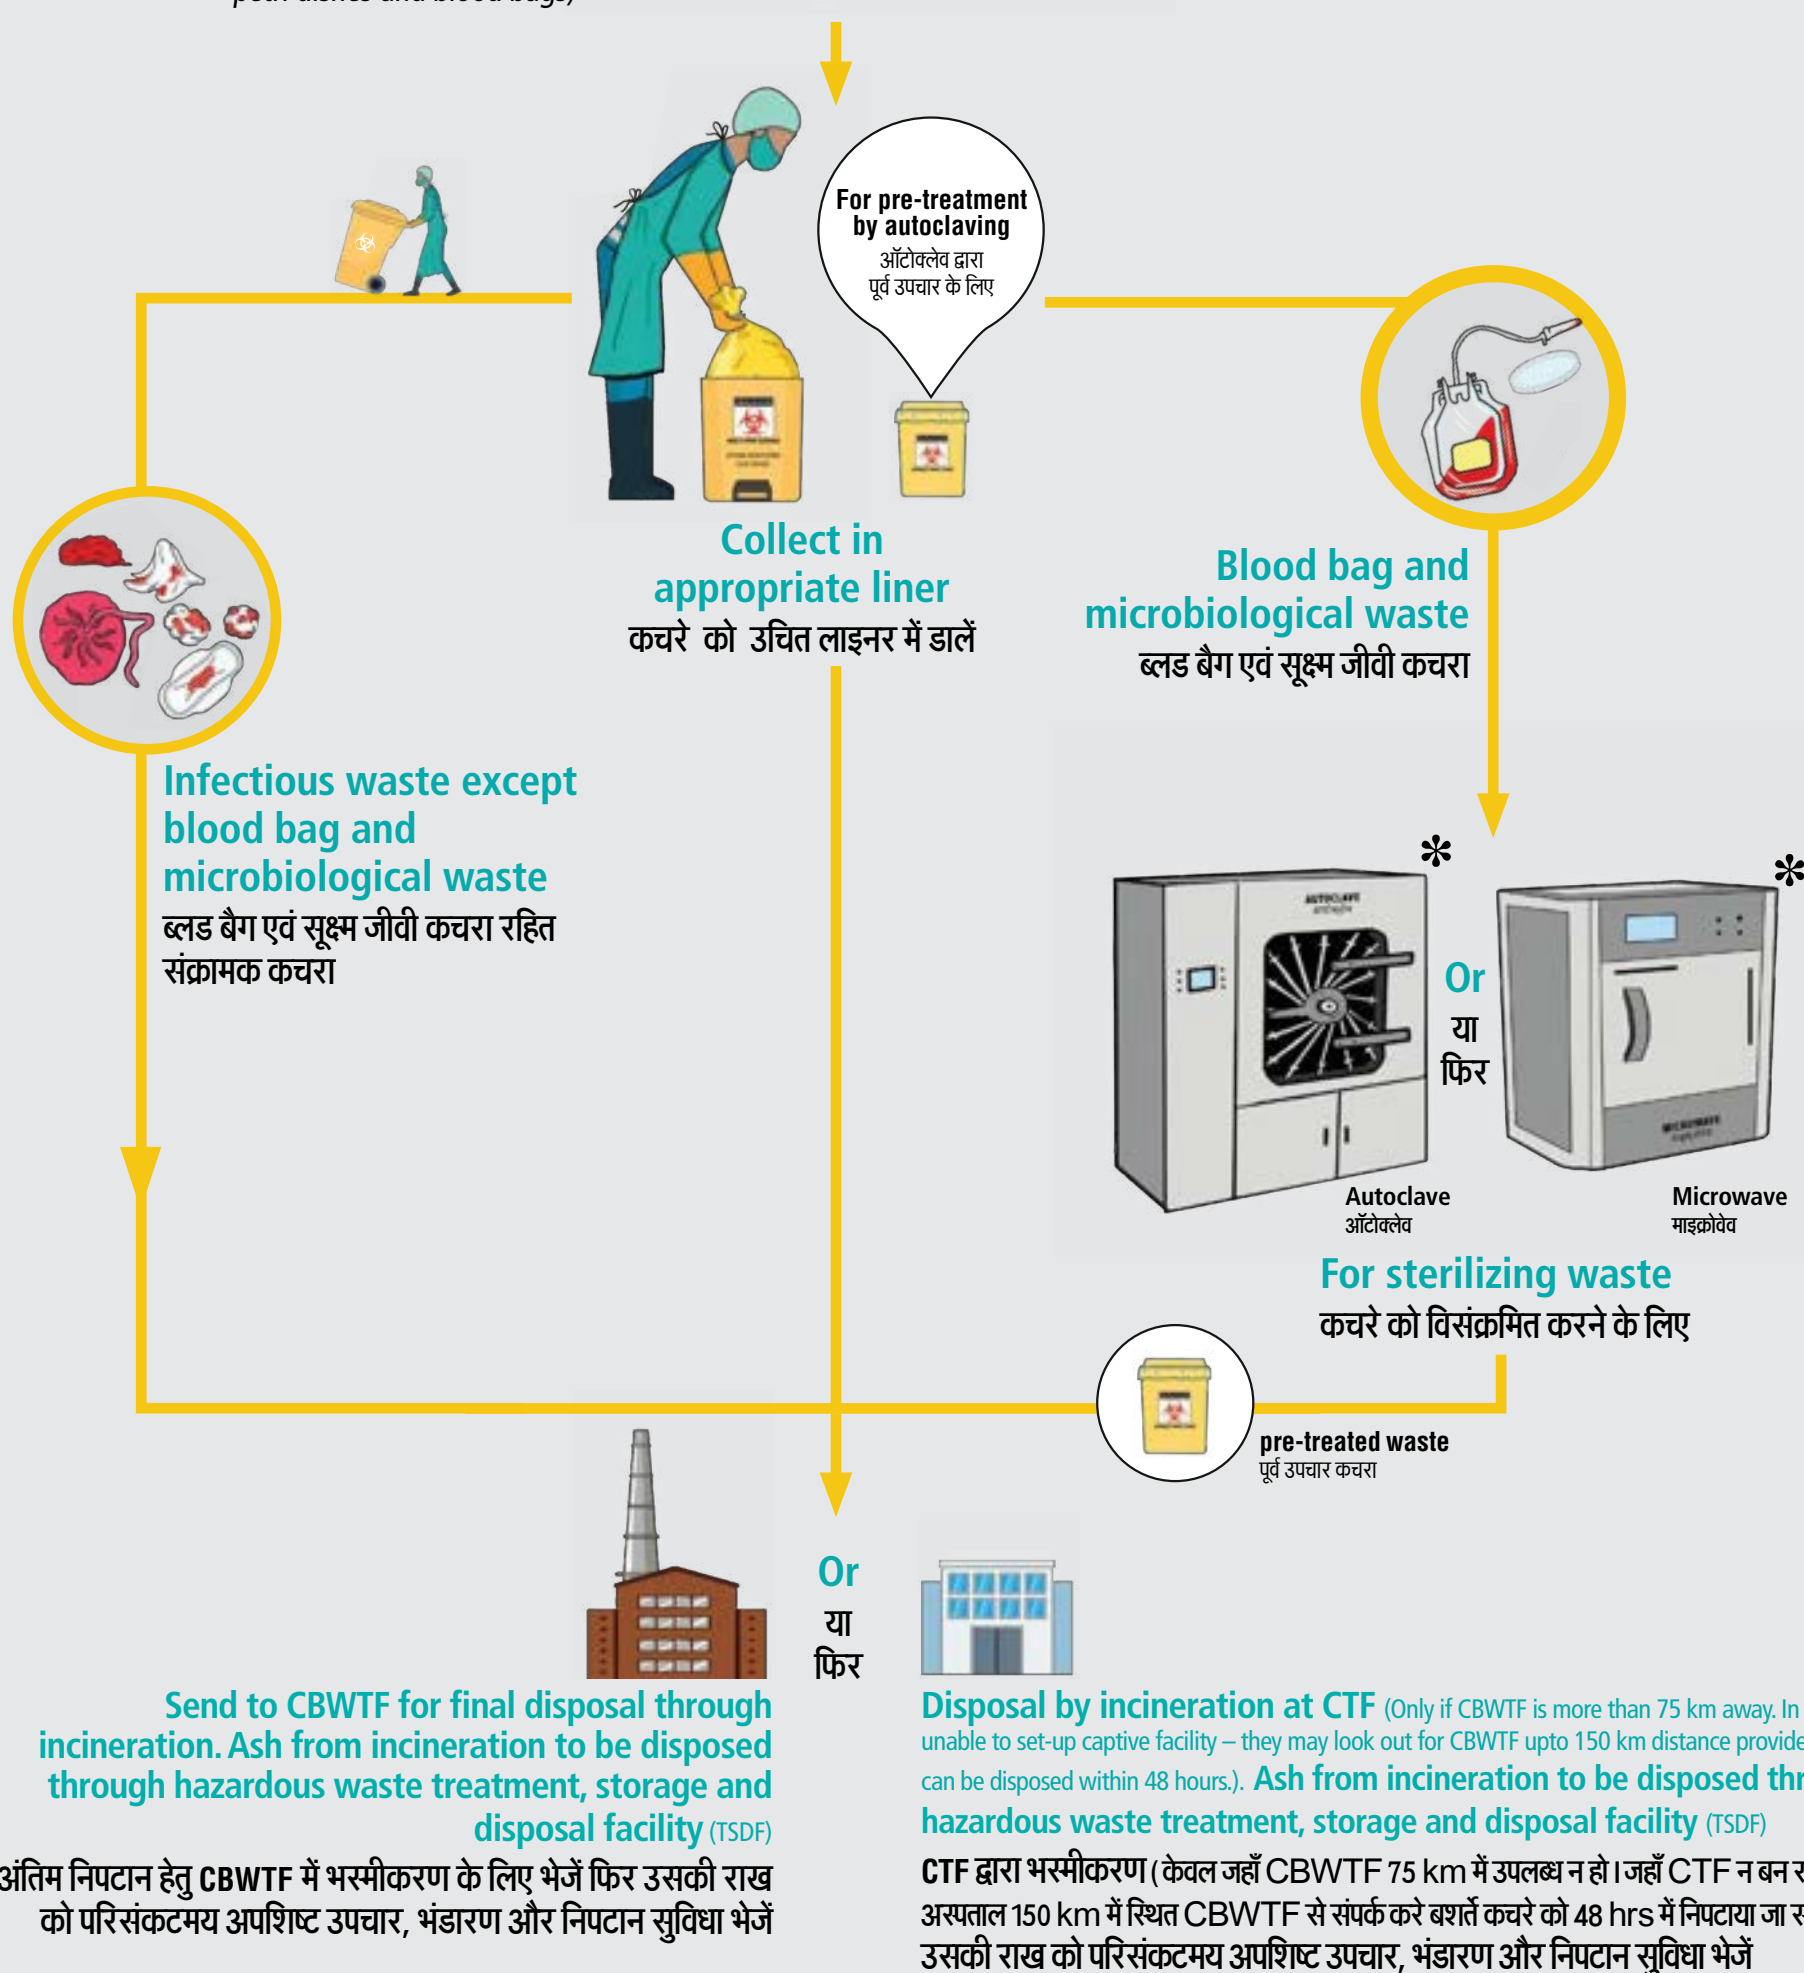 petri dishes and blood bags)
For pre-treatment
by autoclaving
ऑटोक्लेव द्वारा
पूर्व उपचार के लिए
Collect in
appropriate liner
कचरे को उचित लाइनर में डालें
Blood bag and
microbiological waste
ब्लड बैग एवं सूक्ष्म जीवी कचरा
Infectious waste except
blood bag and
microbiological waste
ब्लड बैग एवं सूक्ष्म जीवी कचरा रहित
संक्रामक कचरा
*
*
AUTOCLAVE
ऑटोक्लेव
Or
या
फिर
MICROWAVE
Autoclave
ऑटोक्लेव
Microwave
माइक्रोवेव
For sterilizing waste
कचरे को विसंक्रमित करने के लिए
pre-treated waste
पूर्व उपचार कचरा
Or
या
फिर
Send to CBWTF for final disposal through
incineration. Ash from incineration to be disposed
through hazardous waste treatment, storage and
disposal facility (TSDF)
अंतिम निपटान हेतु CBWTF में भस्मीकरण के लिए भेजें फिर उसकी राख
को परिसंकटमय अपशिष्ट उपचार, भंडारण और निपटान सुविधा भेजें
Disposal by incineration at CTF (Only if CBWTF is more than 75 km away. In
unable to set-up captive facility – they may look out for CBWTF upto 150 km distance provide
can be disposed within 48 hours.). Ash from incineration to be disposed thr
hazardous waste treatment, storage and disposal facility (TSDF)
CTF द्वारा भस्मीकरण (केवल जहाँ CBWTF 75 km में उपलब्ध न हो। जहाँ CTF न बन स
अस्पताल 150 km में स्थित CBWTF से संपर्क करे बशर्ते कचरे को 48 hrs में निपटाया जा स
उसकी राख को परिसंकटमय अपशिष्ट उपचार, भंडारण और निपटान सुविधा भेजें